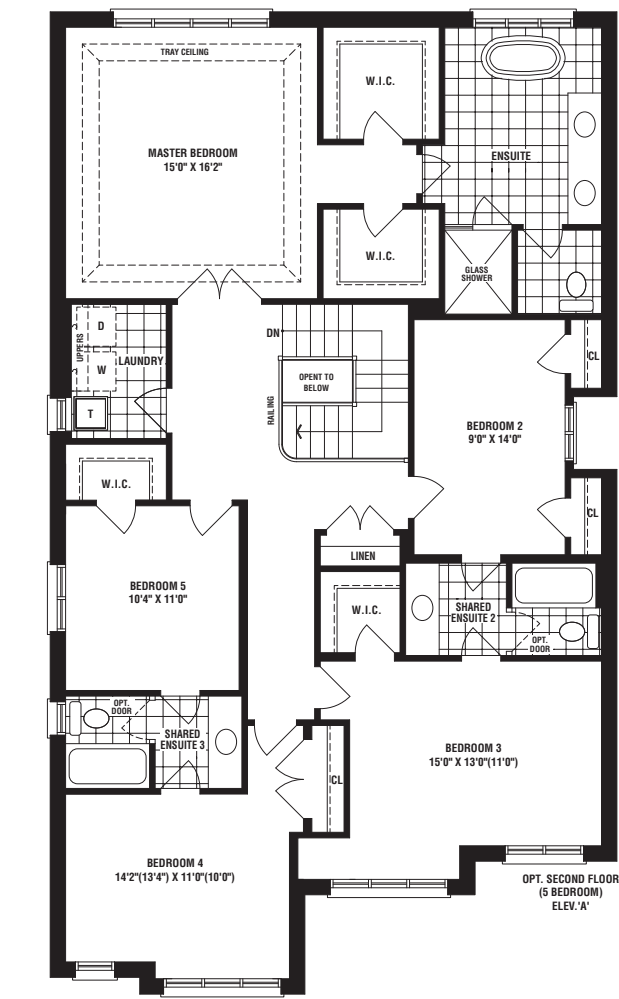 TRAY CEILING
W.I.C.
MASTER BEDROOM
15'0" X 16'2"
ENSUITE
W.I.C.
GLASS
SHOWER
D
UPPERS
LAUNDRY
W
T
DN
OPENT TO
BELOW
RAILING
CL
BEDROOM 2
9'0" X 14'0"
W.I.C.
CL
LINEN
BEDROOM 5
10'4" X 11'0"
W.I.C.
SHARED
ENSUITE 2
OPT.
DOOR
OPT.
DOOR
SHARED
ENSUITE 3
BEDROOM 3
15'0" X 13'0"(11'0")
CL
BEDROOM 4
14'2"(13'4") X 11'0"(10'0")
OPT. SECOND FLOOR
(5 BEDROOM)
ELEV.'A'